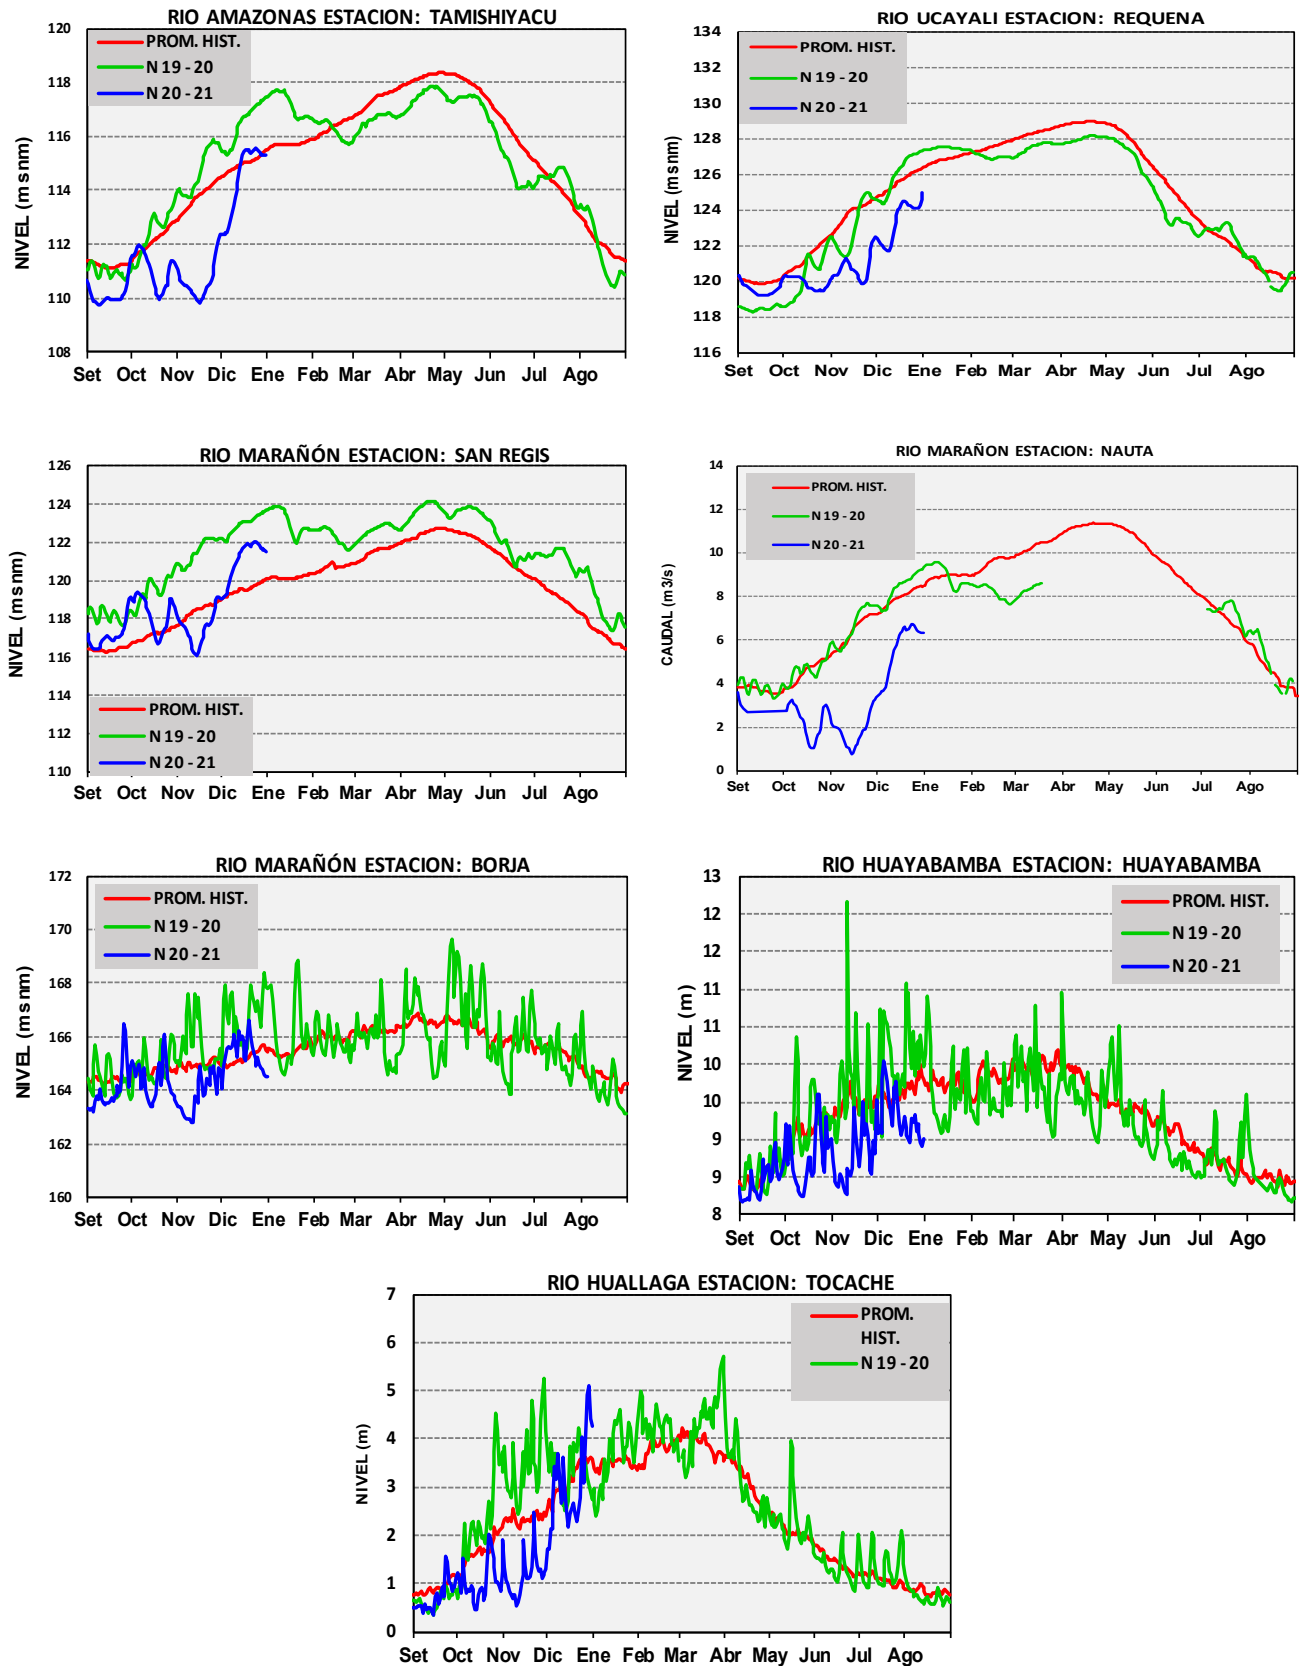 RIO AMAZONAS ESTACION: TAMISHIYACU
NIVEL (m s nm)
120
118
116
114
112
110
108
PROM. HIST.
N 19 - 20
N 20 - 21
Set Oct Nov Dic Ene Feb Mar Abr May Jun Jul Ago
RIO UCAYALI ESTACION: REQUENA
NIVEL (m s nm)
134
132
130
128
126
124
122
120
118
116
PROM. HIST.
N 19 - 20
N 20 - 21
Set Oct Nov Dic Ene Feb Mar Abr May Jun Jul Ago
RIO MARAÑÓN ESTACION: SAN REGIS
NIVEL (m s nm)
126
124
122
120
118
116
114
112
110
PROM. HIST.
N 19 - 20
N 20 - 21
Set Oct Nov Dic Ene Feb Mar Abr May Jun Jul Ago
RIO MARAÑON ESTACION: NAUTA
CAUDAL (m 3/s)
14
12
10
8
6
4
2
0
PROM. HIST.
N 19 - 20
N 20 - 21
Set Oct Nov Dic Ene Feb Mar Abr May Jun Jul Ago
RIO MARAÑÓN ESTACION: BORJA
NIVEL (m s nm)
172
170
168
166
164
162
160
PROM. HIST.
N 19 - 20
N 20 - 21
Set Oct Nov Dic Ene Feb Mar Abr May Jun Jul Ago
RIO HUAYABAMBA ESTACION: HUAYABAMBA
NIVEL (m)
13
12
12
11
11
10
10
9
9
8
PROM. HIST.
N 19 - 20
N 20 - 21
Set Oct Nov Dic Ene Feb Mar Abr May Jun Jul Ago
RIO HUALLAGA ESTACION: TOCACHE
NIVEL (m)
7
6
5
4
3
2
1
0
PROM.
HIST.
N 19 - 20
Set Oct Nov Dic Ene Feb Mar Abr May Jun Jul Ago